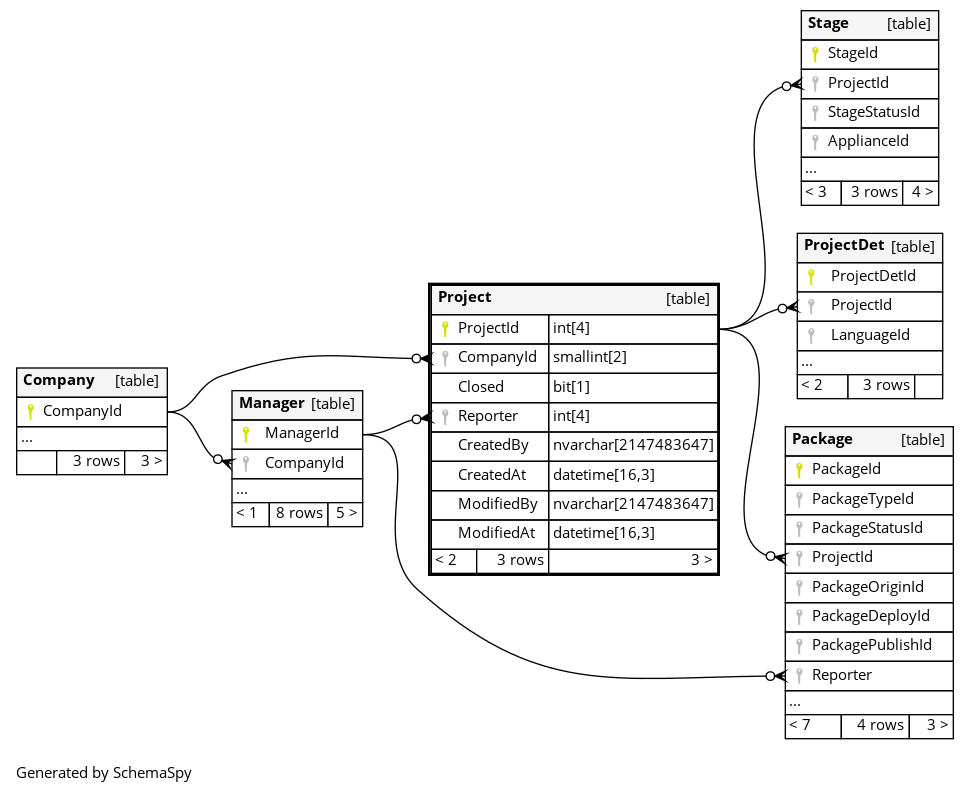 Stage [table]
StageId
ProjectId
StageStatusId
ApplianceId
...
< 3 3 rows 4 >
ProjectDet [table]
ProjectDetId
ProjectId
LanguageId
...
< 2 3 rows
Project [table]
ProjectId int[4]
CompanyId smallint[2]
Closed bit[1]
Reporter int[4]
CreatedBy nvarchar[2147483647]
CreatedAt datetime[16,3]
ModifiedBy nvarchar[2147483647]
ModifiedAt datetime[16,3]
< 2 3 rows 3 >
Company [table]
CompanyId
...
3 rows 3 >
Manager [table]
ManagerId
CompanyId
...
< 1 8 rows 5 >
Package [table]
PackageId
PackageTypeId
PackageStatusId
ProjectId
PackageOriginId
PackageDeployId
PackagePublishId
Reporter
...
< 7 4 rows 3 >
Generated by SchemaSpy